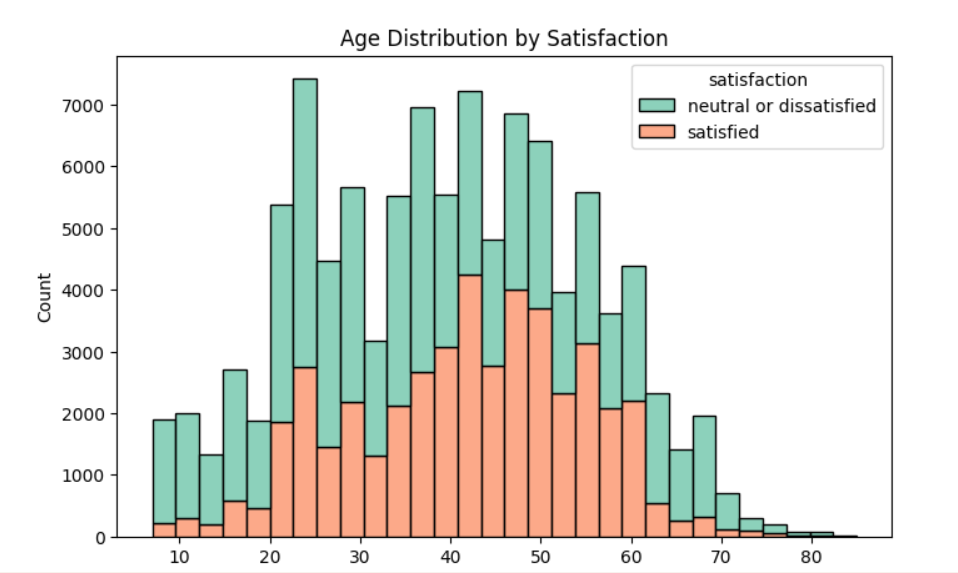 Age Distribution by Satisfaction
satisfaction
neutral or dissatisfied
satisfied
Count
7000
6000
5000
4000
3000
2000
1000
0
10 20 30 40 50 60 70 80